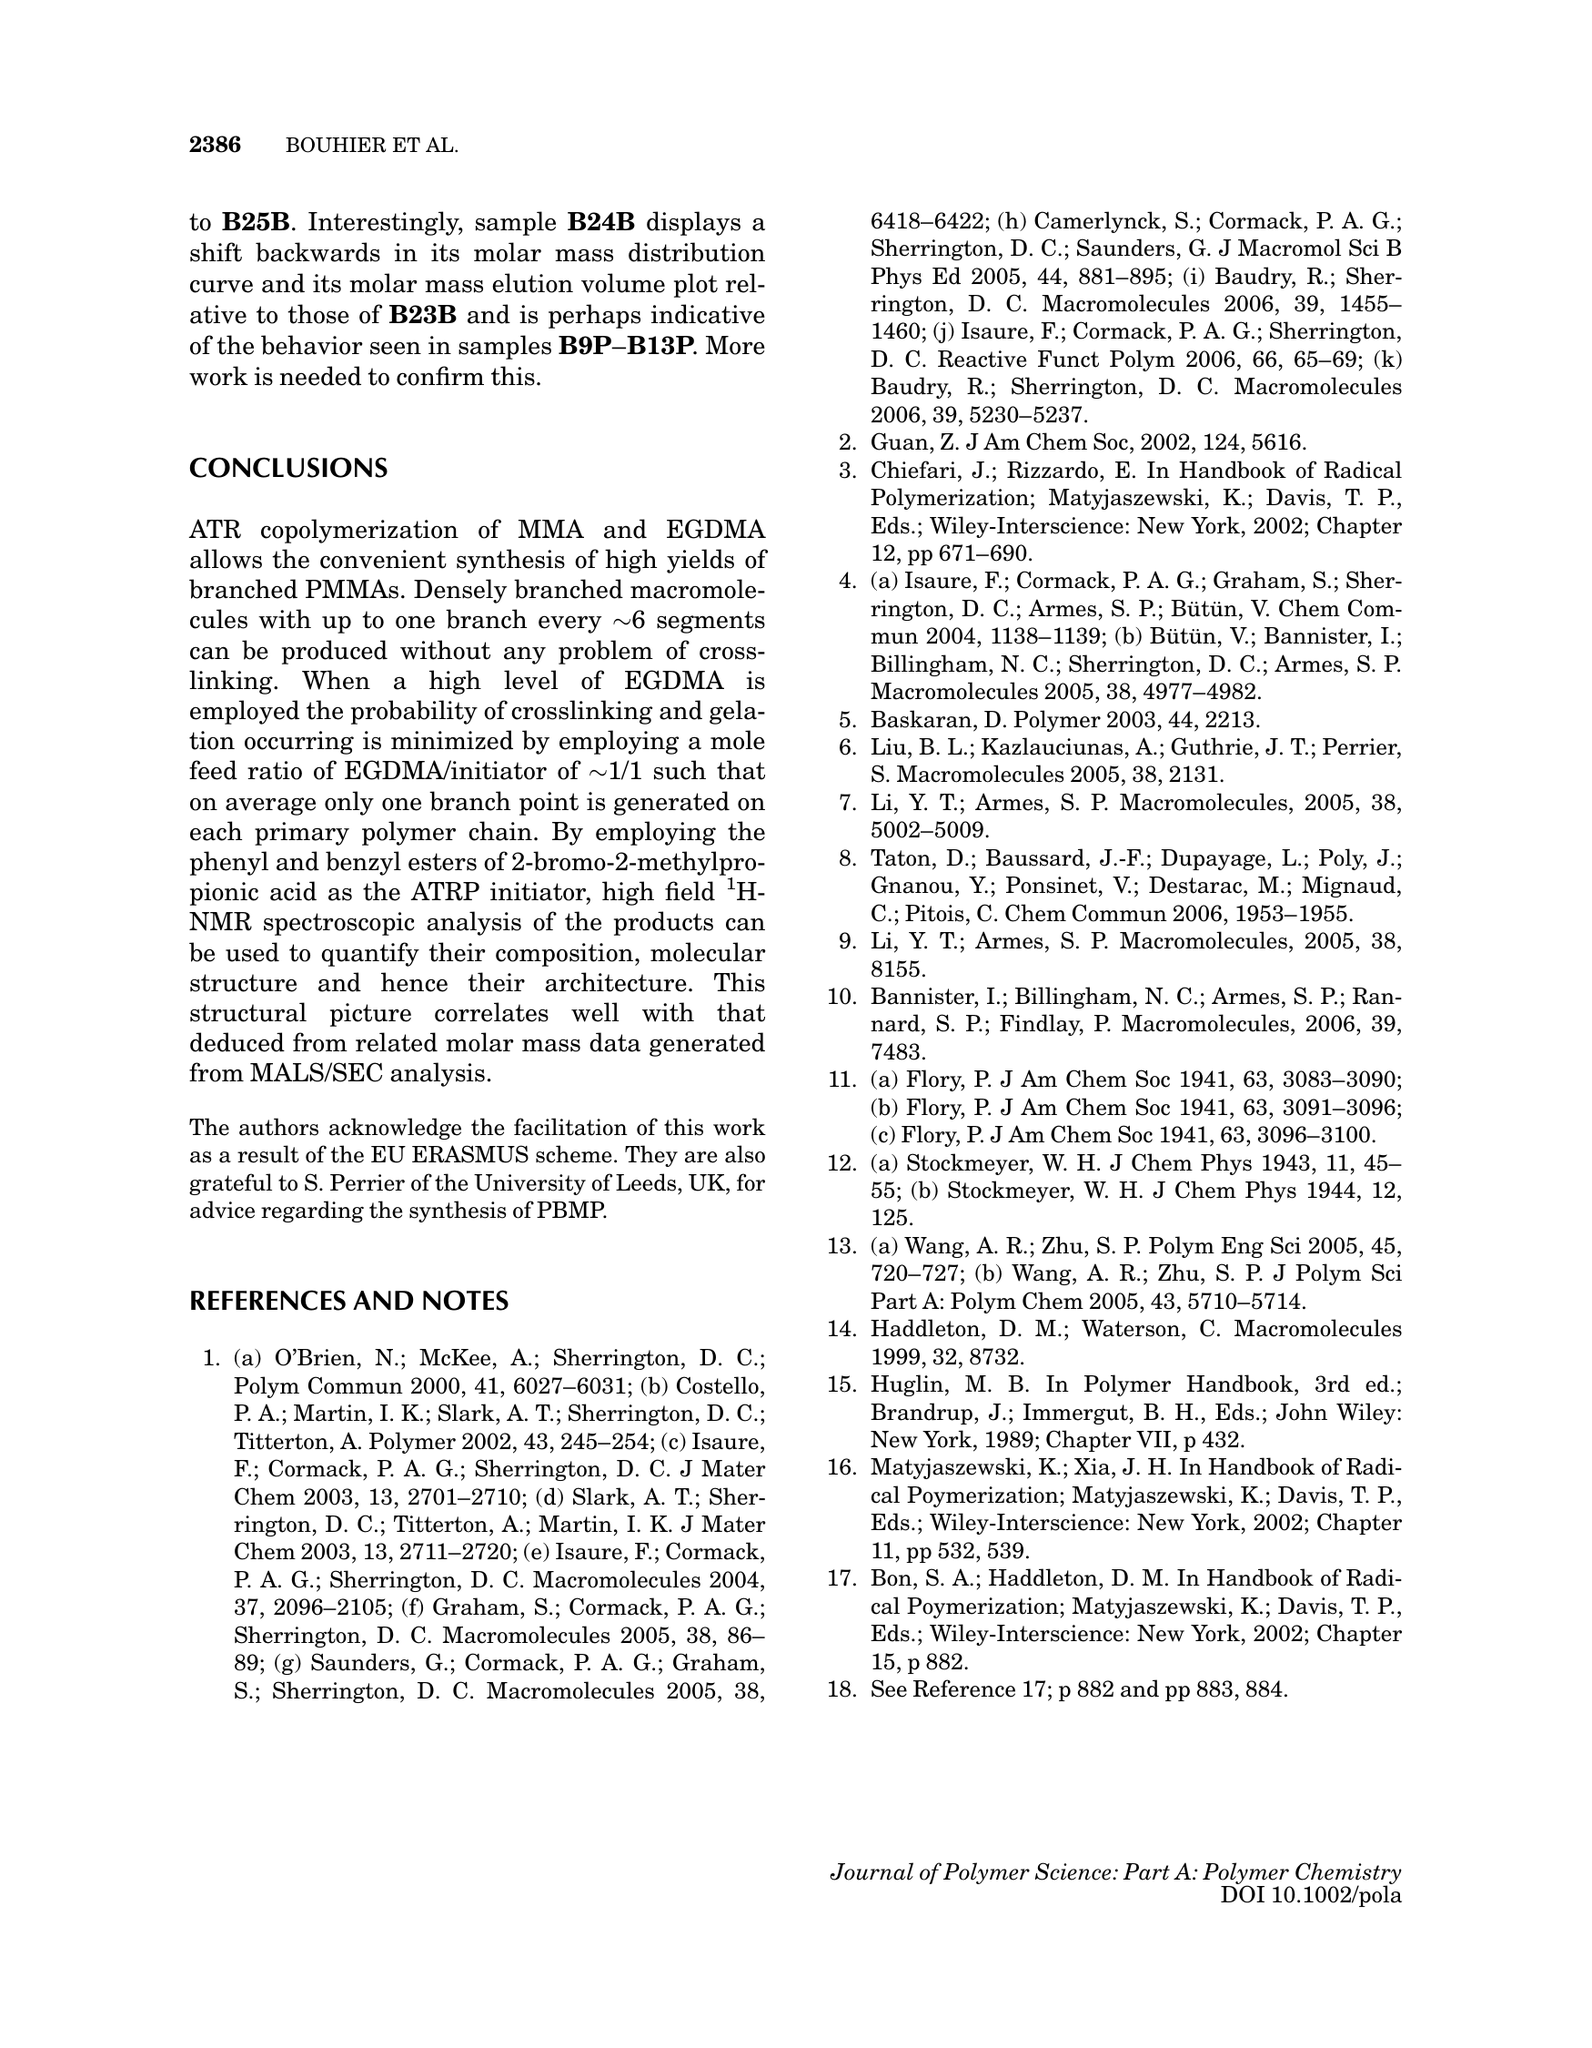 2386 BOUHIER ET AL.
to B25B. Interestingly, sample B24B displays a
shift backwards in its molar mass distribution
curve and its molar mass elution volume plot rel-
ative to those of B23B and is perhaps indicative
of the behavior seen in samples B9P–B13P. More
work is needed to confirm this.
CONCLUSIONS
ATR copolymerization of MMA and EGDMA
allows the convenient synthesis of high yields of
branched PMMAs. Densely branched macromole-
cules with up to one branch every ~6 segments
can be produced without any problem of cross-
linking. When a high level of EGDMA is
employed the probability of crosslinking and gela-
tion occurring is minimized by employing a mole
feed ratio of EGDMA/initiator of ~1/1 such that
on average only one branch point is generated on
each primary polymer chain. By employing the
phenyl and benzyl esters of 2-bromo-2-methylpro-
pionic acid as the ATRP initiator, high field ¹H-
NMR spectroscopic analysis of the products can
be used to quantify their composition, molecular
structure and hence their architecture. This
structural picture correlates well with that
deduced from related molar mass data generated
from MALS/SEC analysis.
The authors acknowledge the facilitation of this work
as a result of the EU ERASMUS scheme. They are also
grateful to S. Perrier of the University of Leeds, UK, for
advice regarding the synthesis of PBMP.
REFERENCES AND NOTES
1. (a) O'Brien, N.; McKee, A.; Sherrington, D. C.;
Polym Commun 2000, 41, 6027–6031; (b) Costello,
P. A.; Martin, I. K.; Slark, A. T.; Sherrington, D. C.;
Titterton, A. Polymer 2002, 43, 245–254; (c) Isaure,
F.; Cormack, P. A. G.; Sherrington, D. C. J Mater
Chem 2003, 13, 2701–2710; (d) Slark, A. T.; Sher-
rington, D. C.; Titterton, A.; Martin, I. K. J Mater
Chem 2003, 13, 2711–2720; (e) Isaure, F.; Cormack,
P. A. G.; Sherrington, D. C. Macromolecules 2004,
37, 2096–2105; (f) Graham, S.; Cormack, P. A. G.;
Sherrington, D. C. Macromolecules 2005, 38, 86–
89; (g) Saunders, G.; Cormack, P. A. G.; Graham,
S.; Sherrington, D. C. Macromolecules 2005, 38,
6418–6422; (h) Camerlynck, S.; Cormack, P. A. G.;
Sherrington, D. C.; Saunders, G. J Macromol Sci B
Phys Ed 2005, 44, 881–895; (i) Baudry, R.; Sher-
rington, D. C. Macromolecules 2006, 39, 1455–
1460; (j) Isaure, F.; Cormack, P. A. G.; Sherrington,
D. C. Reactive Funct Polym 2006, 66, 65–69; (k)
Baudry, R.; Sherrington, D. C. Macromolecules
2006, 39, 5230–5237.
2. Guan, Z. J Am Chem Soc, 2002, 124, 5616.
3. Chiefari, J.; Rizzardo, E. In Handbook of Radical
Polymerization; Matyjaszewski, K.; Davis, T. P.,
Eds.; Wiley-Interscience: New York, 2002; Chapter
12, pp 671–690.
4. (a) Isaure, F.; Cormack, P. A. G.; Graham, S.; Sher-
rington, D. C.; Armes, S. P.; Bütün, V. Chem Com-
mun 2004, 1138–1139; (b) Bütün, V.; Bannister, I.;
Billingham, N. C.; Sherrington, D. C.; Armes, S. P.
Macromolecules 2005, 38, 4977–4982.
5. Baskaran, D. Polymer 2003, 44, 2213.
6. Liu, B. L.; Kazlauciunas, A.; Guthrie, J. T.; Perrier,
S. Macromolecules 2005, 38, 2131.
7. Li, Y. T.; Armes, S. P. Macromolecules, 2005, 38,
5002–5009.
8. Taton, D.; Baussard, J.-F.; Dupayage, L.; Poly, J.;
Gnanou, Y.; Ponsinet, V.; Destarac, M.; Mignaud,
C.; Pitois, C. Chem Commun 2006, 1953–1955.
9. Li, Y. T.; Armes, S. P. Macromolecules, 2005, 38,
8155.
10. Bannister, I.; Billingham, N. C.; Armes, S. P.; Ran-
nard, S. P.; Findlay, P. Macromolecules, 2006, 39,
7483.
11. (a) Flory, P. J Am Chem Soc 1941, 63, 3083–3090;
(b) Flory, P. J Am Chem Soc 1941, 63, 3091–3096;
(c) Flory, P. J Am Chem Soc 1941, 63, 3096–3100.
12. (a) Stockmeyer, W. H. J Chem Phys 1943, 11, 45–
55; (b) Stockmeyer, W. H. J Chem Phys 1944, 12,
125.
13. (a) Wang, A. R.; Zhu, S. P. Polym Eng Sci 2005, 45,
720–727; (b) Wang, A. R.; Zhu, S. P. J Polym Sci
Part A: Polym Chem 2005, 43, 5710–5714.
14. Haddleton, D. M.; Waterson, C. Macromolecules
1999, 32, 8732.
15. Huglin, M. B. In Polymer Handbook, 3rd ed.;
Brandrup, J.; Immergut, B. H., Eds.; John Wiley:
New York, 1989; Chapter VII, p 432.
16. Matyjaszewski, K.; Xia, J. H. In Handbook of Radi-
cal Poymerization; Matyjaszewski, K.; Davis, T. P.,
Eds.; Wiley-Interscience: New York, 2002; Chapter
11, pp 532, 539.
17. Bon, S. A.; Haddleton, D. M. In Handbook of Radi-
cal Poymerization; Matyjaszewski, K.; Davis, T. P.,
Eds.; Wiley-Interscience: New York, 2002; Chapter
15, p 882.
18. See Reference 17; p 882 and pp 883, 884.
Journal of Polymer Science: Part A: Polymer Chemistry
DOI 10.1002/pola